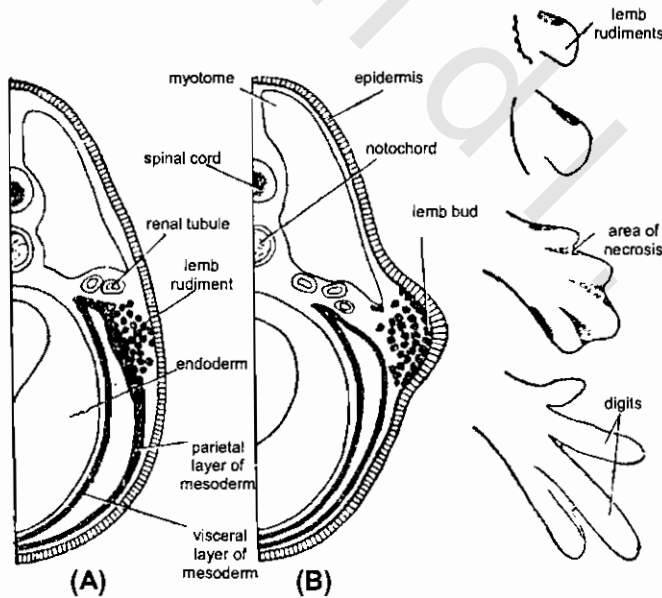 lemb
rudiments
myotome
epidermis
spinal cord
notochord
renal tubule
lemb bud
area of
necrosis
lemb
rudiment
endoderm
digits
parietal
layer of
mesoderm
visceral
layer of
mesoderm
(A)
(B)